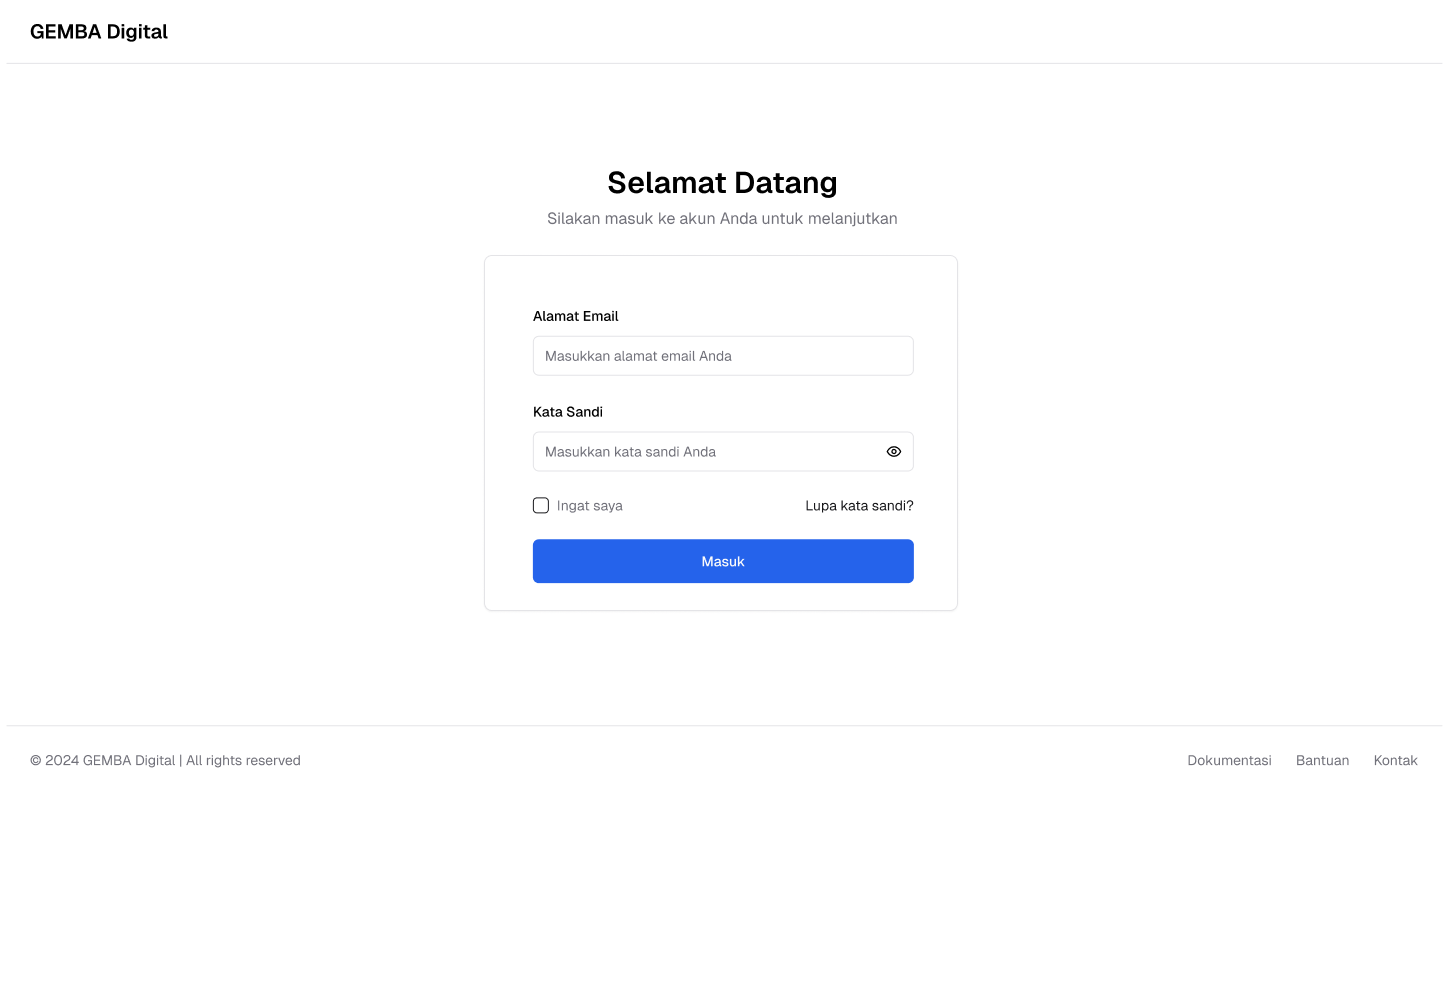 GEMBA Digital
Selamat Datang
Silakan masuk ke akun Anda untuk melanjutkan
Alamat Email
Masukkan alamat email Anda
Kata Sandi
Masukkan kata sandi Anda
Ingat saya
Lupa kata sandi?
Masuk
© 2024 GEMBA Digital | All rights reserved
Dokumentasi
Bantuan
Kontak